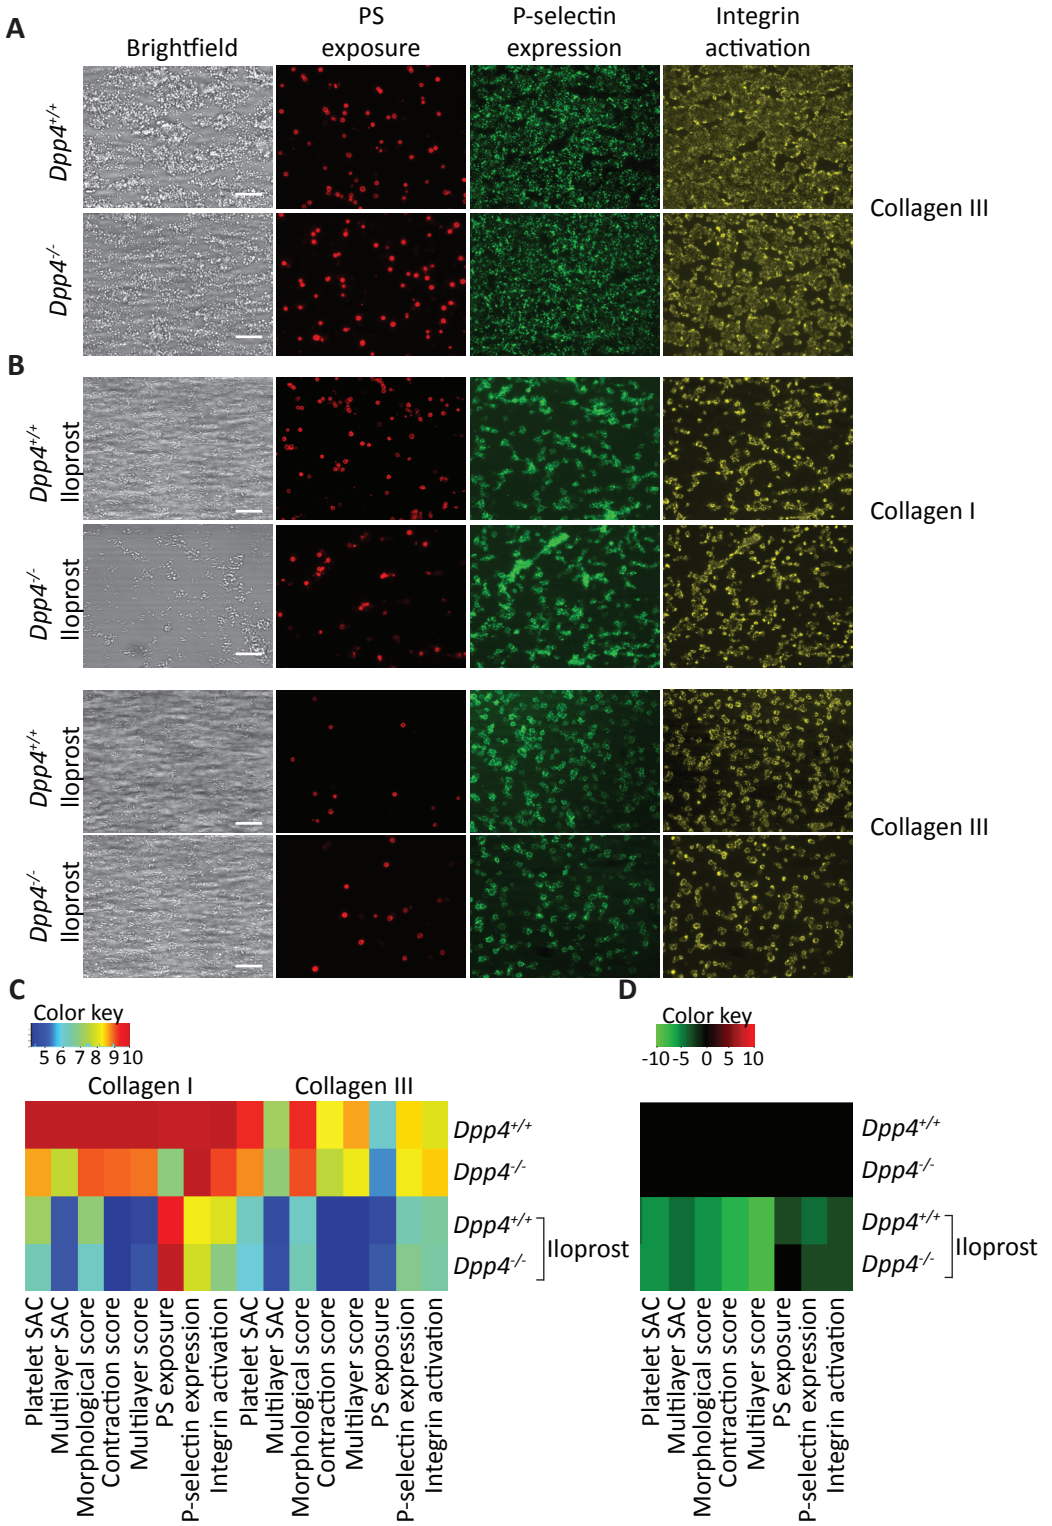 A
Brightfield
PS
exposure
P-selectin
expression
Integrin
activation
Dpp4+/+
Dpp4-/-
Collagen III
B
Dpp4+/+
Iloprost
Dpp4-/-
Iloprost
Collagen I
Dpp4+/+
Iloprost
Dpp4-/-
Iloprost
Collagen III
C
Color key
5 6 7 8 9 10
Collagen I
Collagen III
Dpp4+/+
Dpp4-/-
Dpp4+/+
Dpp4-/-
Iloprost
Platelet SAC
Multilayer SAC
Morphological score
Contraction score
Multilayer score
PS exposure
P-selection expression
Integrin activation
Platelet SAC
Multilayer SAC
Morphological score
Contraction score
Multilayer score
PS exposure
P-selectin expression
Integrin activation
D
Color key
-10 -5 0 5 10
Dpp4+/+
Dpp4-/-
Dpp4+/+
Dpp4-/-
Iloprost
Platelet SAC
Multilayer SAC
Morphological score
Contraction score
Multilayer score
PS exposure
P-selectin expression
Integrin activation